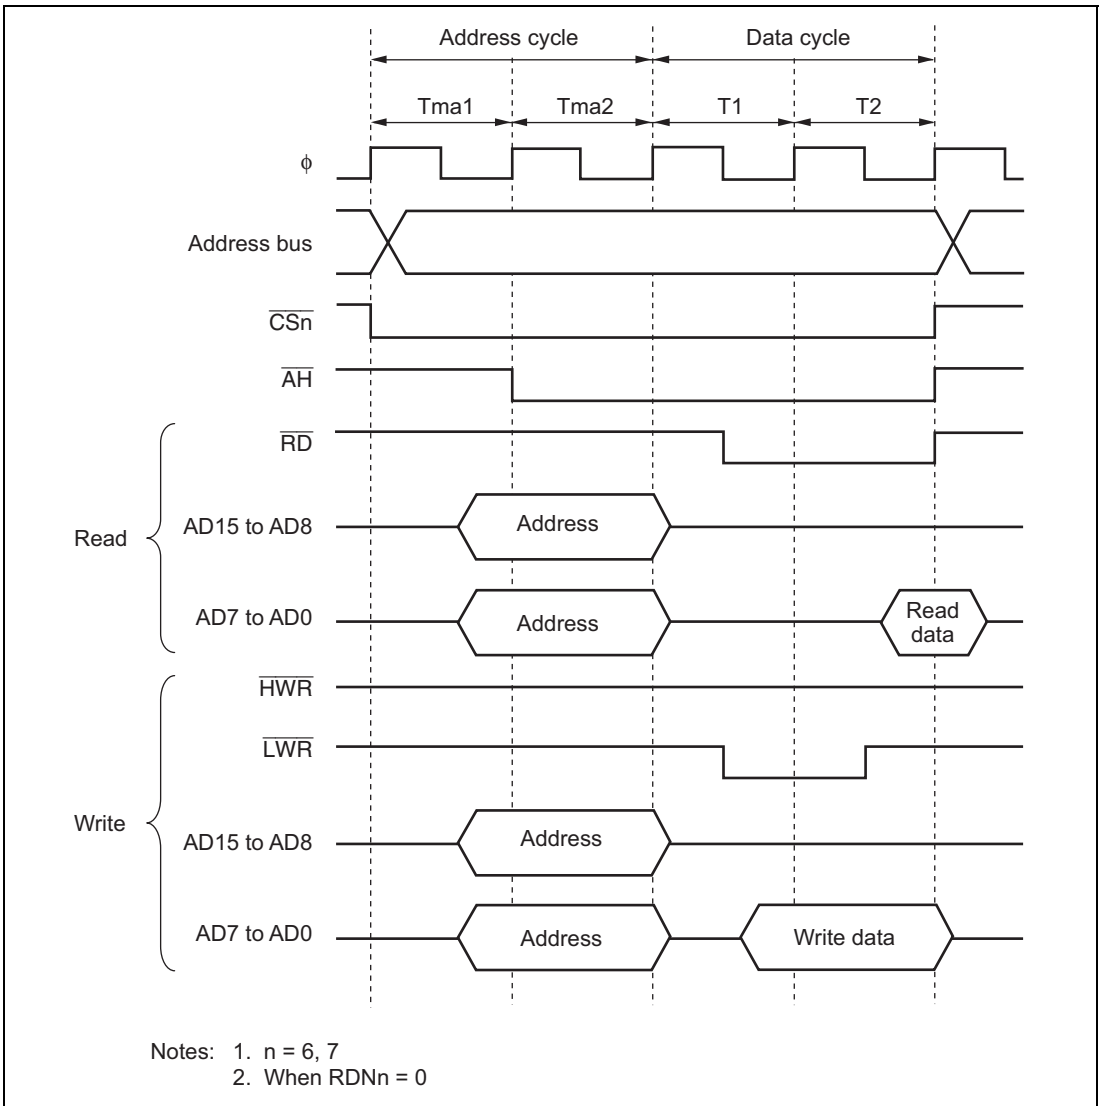 Address cycle Data cycle
Tma1 Tma2 T1 T2
ϕ
Address bus
CSn
AH
RD
Read
AD15 to AD8 Address
AD7 to AD0 Address Read data
HWR
LWR
Write
AD15 to AD8 Address
AD7 to AD0 Address Write data
Notes: 1. n = 6, 7
2. When RDNn = 0